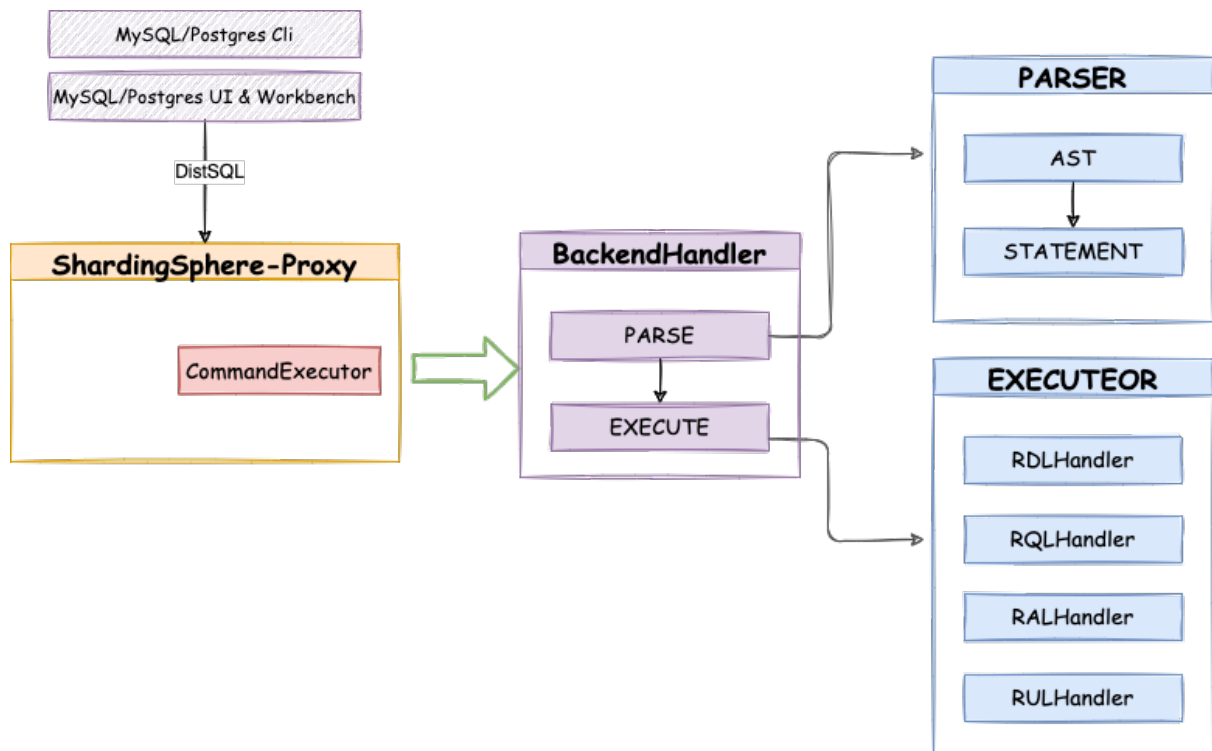 MySQL/Postgres Cli
MySQL/Postgres UI & Workbench
DistSQL
ShardingSphere-Proxy
CommandExecutor
BackendHandler
PARSE
EXECUTE
PARSER
AST
STATEMENT
EXECUTEOR
RDLHandler
RQLHandler
RALHandler
RULHandler